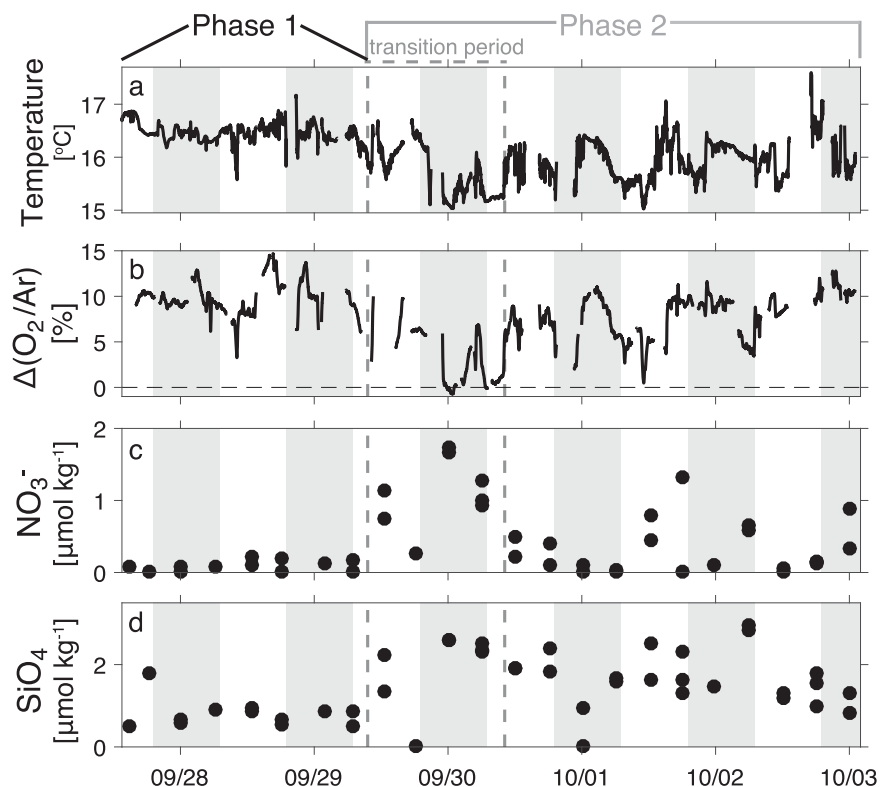 Phase 1
Phase 2
transition period
a
Temperature
[°C]
17
16
15
b
Δ(O₂/Ar)
[%]
15
10
5
0
c
NO₃⁻
[µmol kg⁻¹]
2
1
0
d
SiO₄
[µmol kg⁻¹]
2
0
09/28 09/29 09/30 10/01 10/02 10/03